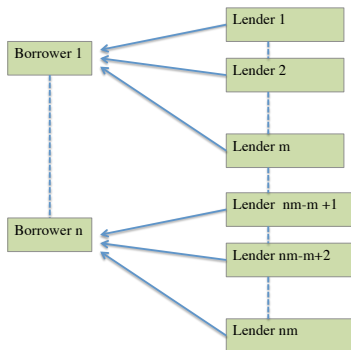 Lender 1
Borrower 1
Lender 2
Lender m
Lender nm-m +1
Borrower n
Lender nm-m+2
Lender nm